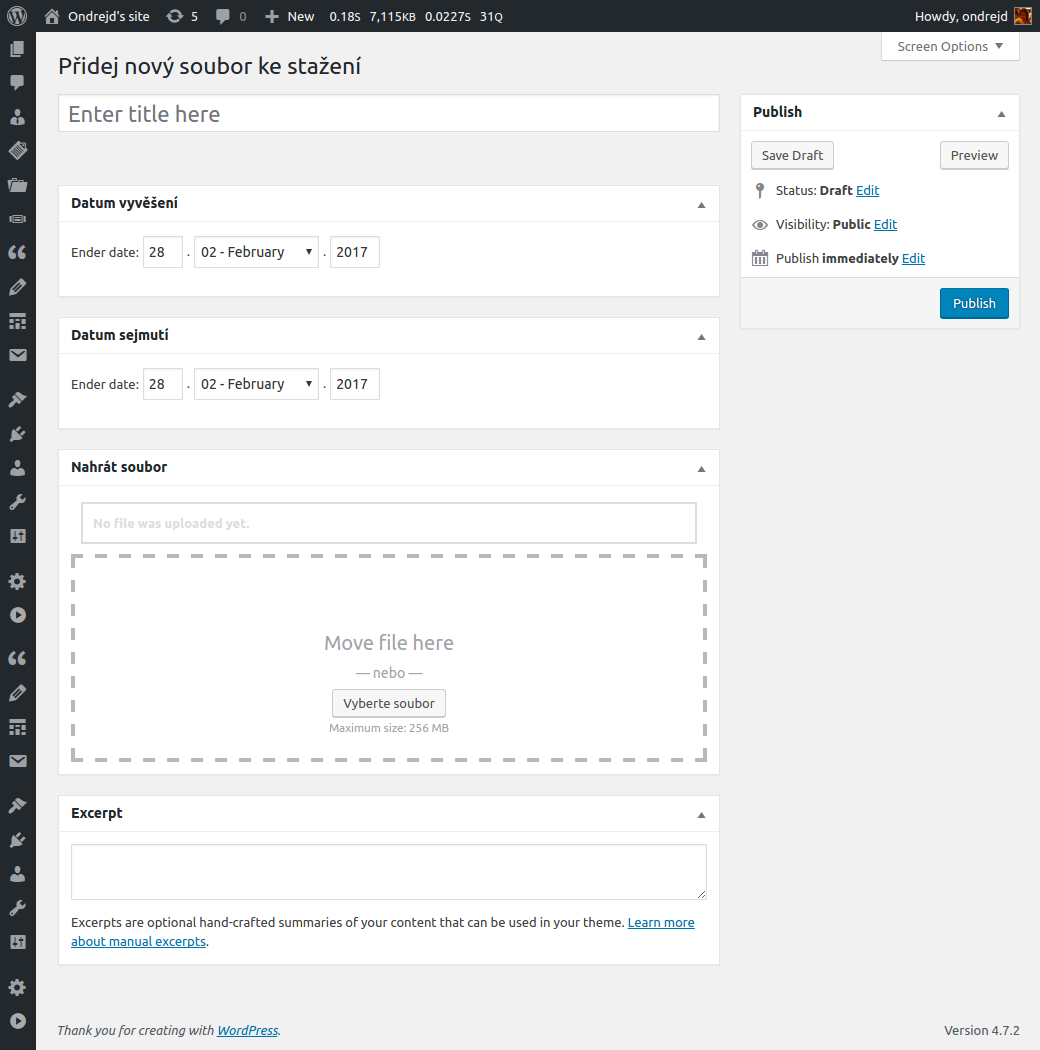 Ondrejd's site 5 0 New 0.18S 7,115KB 0.0227S 31Q Howdy, ondrejd
Screen Options
Přidej nový soubor ke stažení
Enter title here
Datum vyvěšení
Ender date: 28 . 02 - February . 2017
Datum sejmutí
Ender date: 28 . 02 - February . 2017
Nahrát soubor
No file was uploaded yet.
Move file here
— nebo —
Vyberte soubor
Maximum size: 256 MB
Excerpt
Excerpts are optional hand-crafted summaries of your content that can be used in your theme. Learn more
about manual excerpts.
Publish
Save Draft Preview
Status: Draft Edit
Visibility: Public Edit
Publish immediately Edit
Publish
Thank you for creating with WordPress. Version 4.7.2